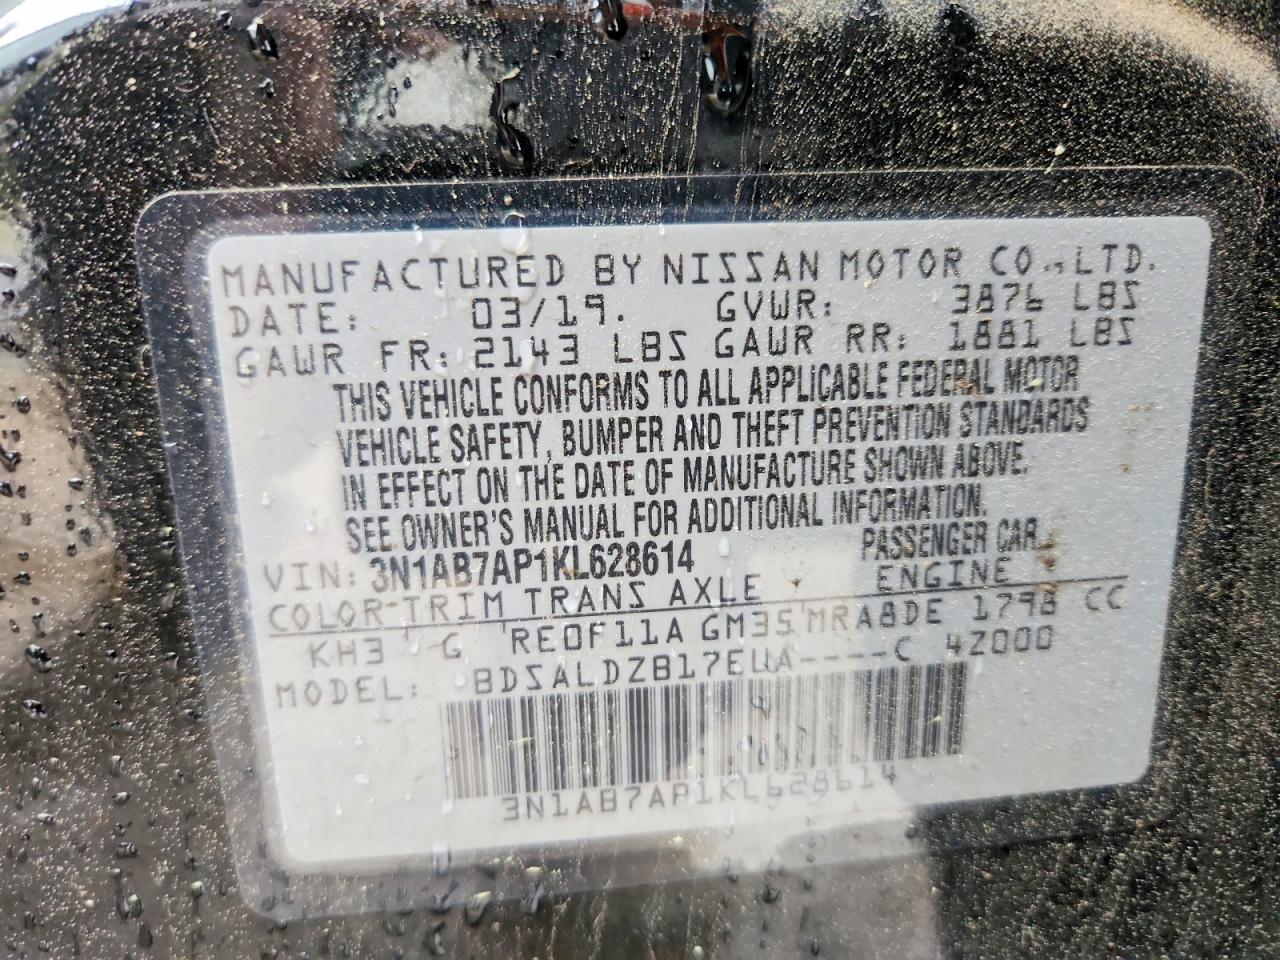 MANUFACTURED BY NISSAN MOTOR CO., LTD.
DATE: 03/19. GVWR: 3876 LBS
GAWR FR: 2143 LBS GAWR RR: 1881 LBS
THIS VEHICLE CONFORMS TO ALL APPLICABLE FEDERAL MOTOR
VEHICLE SAFETY, BUMPER AND THEFT PREVENTION STANDARDS
IN EFFECT ON THE DATE OF MANUFACTURE SHOWN ABOVE.
SEE OWNER'S MANUAL FOR ADDITIONAL INFORMATION.
VIN: 3N1AB7AP1KL628614 PASSENGER CAR
COLOR-TRIM TRANS AXLE ENGINE
KH3 G RE0F11A GM35 MRA8DE 1798 CC
MODEL: BDSALDZB17EUA----C 4Z000
3N1AB7AP1KL628614